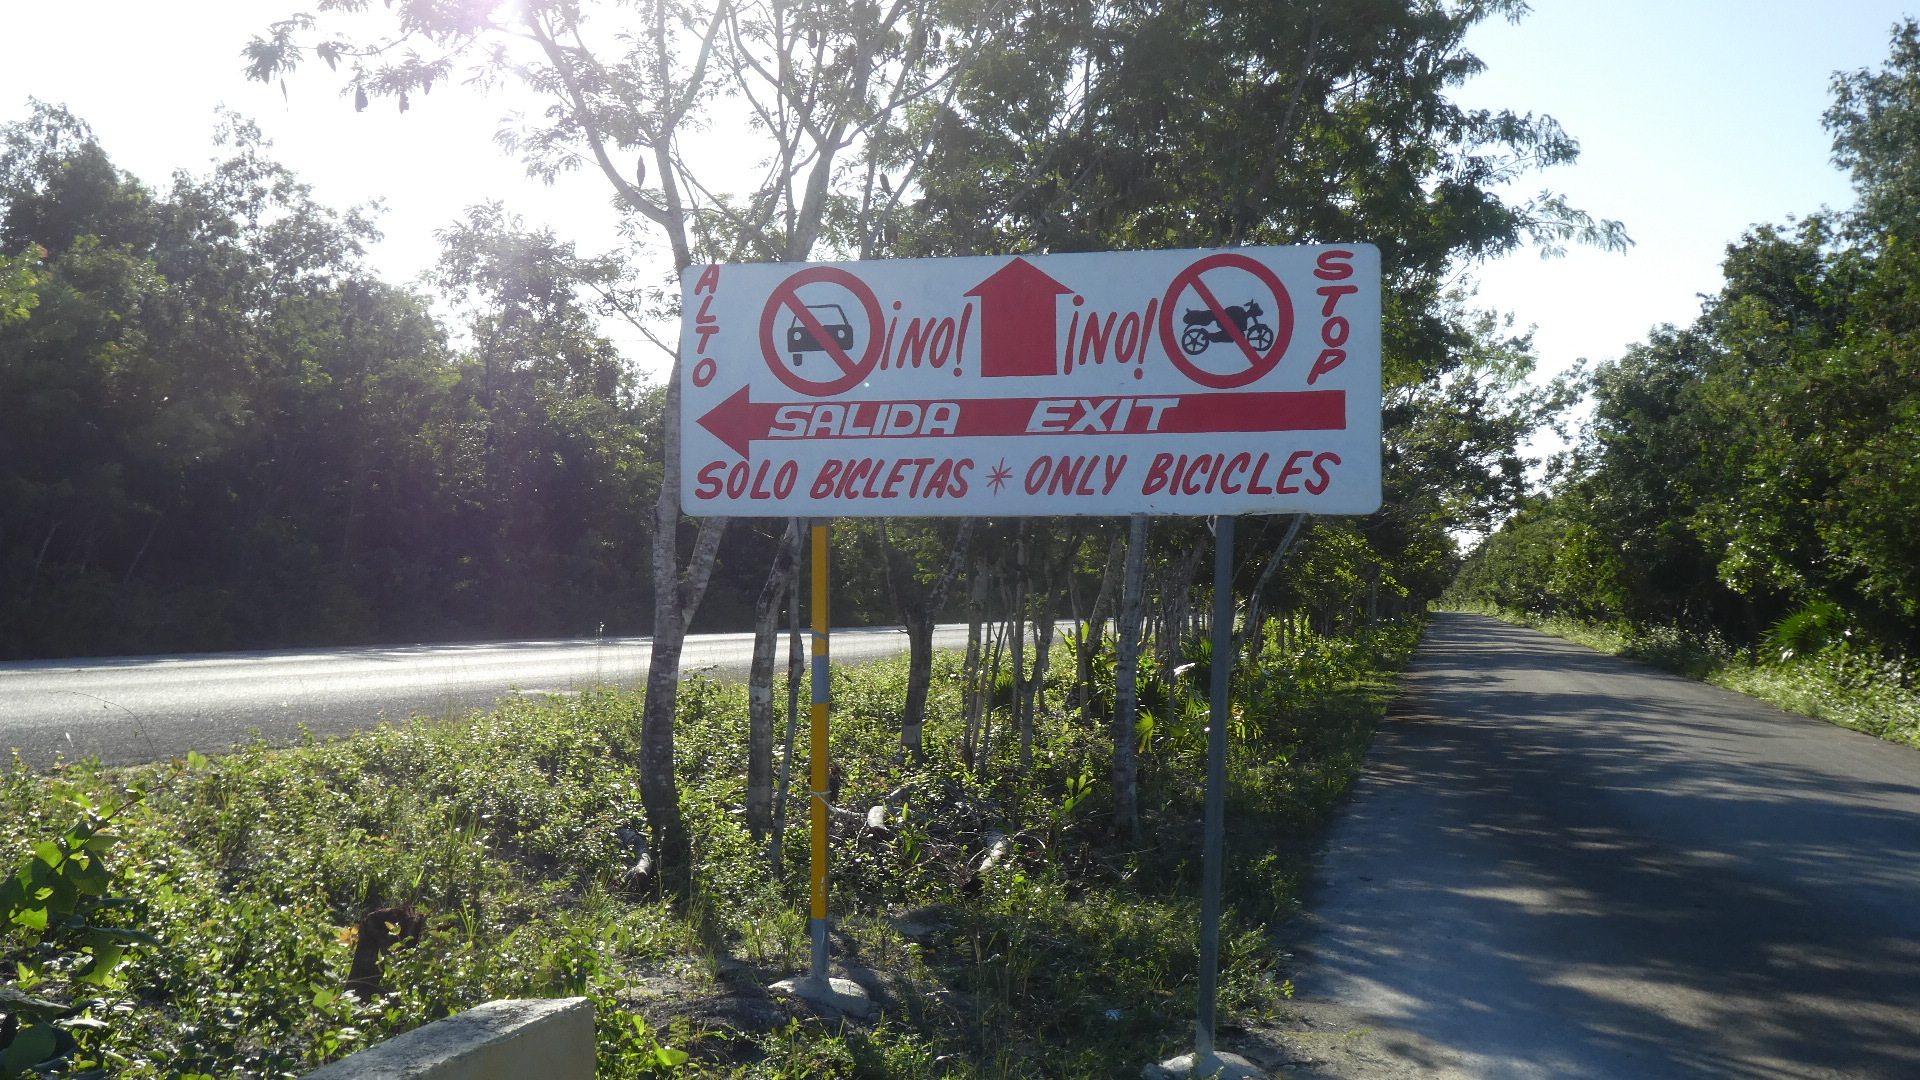 ALTO
¡NO!
¡NO!
STOP
SALIDA EXIT
SOLO BICLETAS * ONLY BICICLES